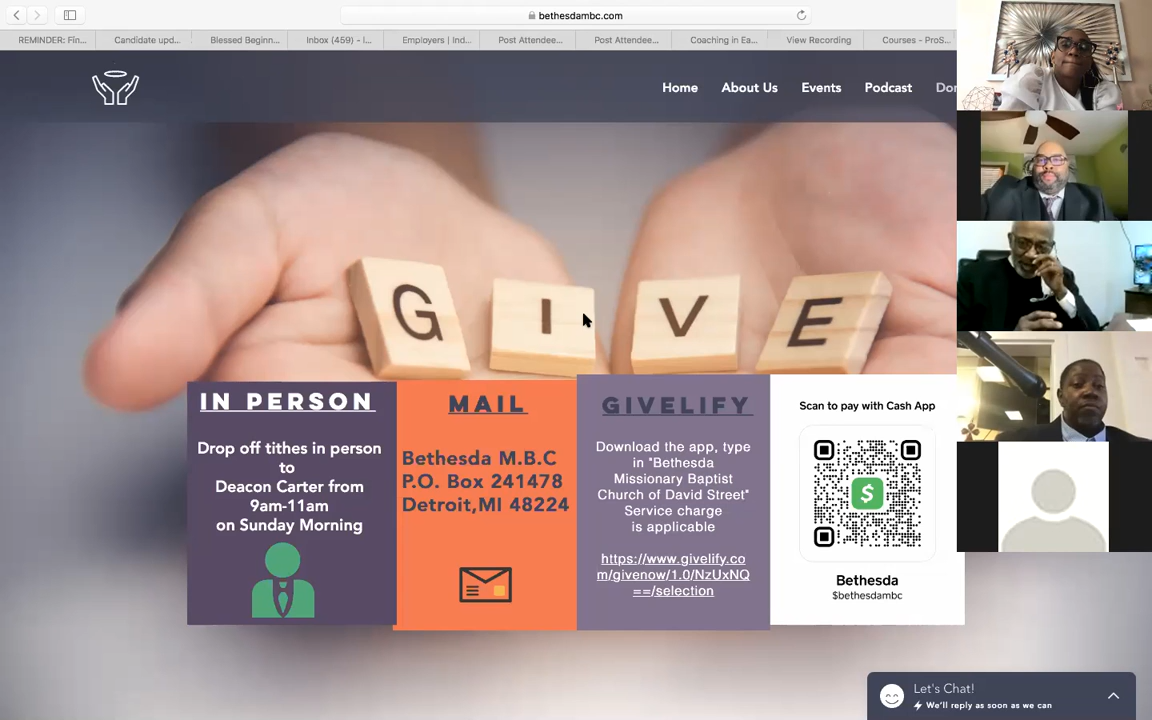 bethesdambc.com
REMINDER: Fin...
Candidate upd...
Blessed Beginn...
Inbox (459) – I...
Employers | Ind...
Post Attendee...
Post Attendee...
Coaching in Ea...
View Recording
Courses – ProS...
Home
About Us
Events
Podcast
Don
G I V E
IN PERSON
Drop off tithes in person
to
Deacon Carter from
9am-11am
on Sunday Morning
MAIL
Bethesda M.B.C
P.O. Box 241478
Detroit,MI 48224
GIVELIFY
Download the app, type
in "Bethesda
Missionary Baptist
Church of David Street"
Service charge
is applicable
https://www.givelify.co
m/givenow/1.0/NzUxNQ
==/selection
Scan to pay with Cash App
$
Bethesda
$bethesdambc
Let's Chat!
We'll reply as soon as we can